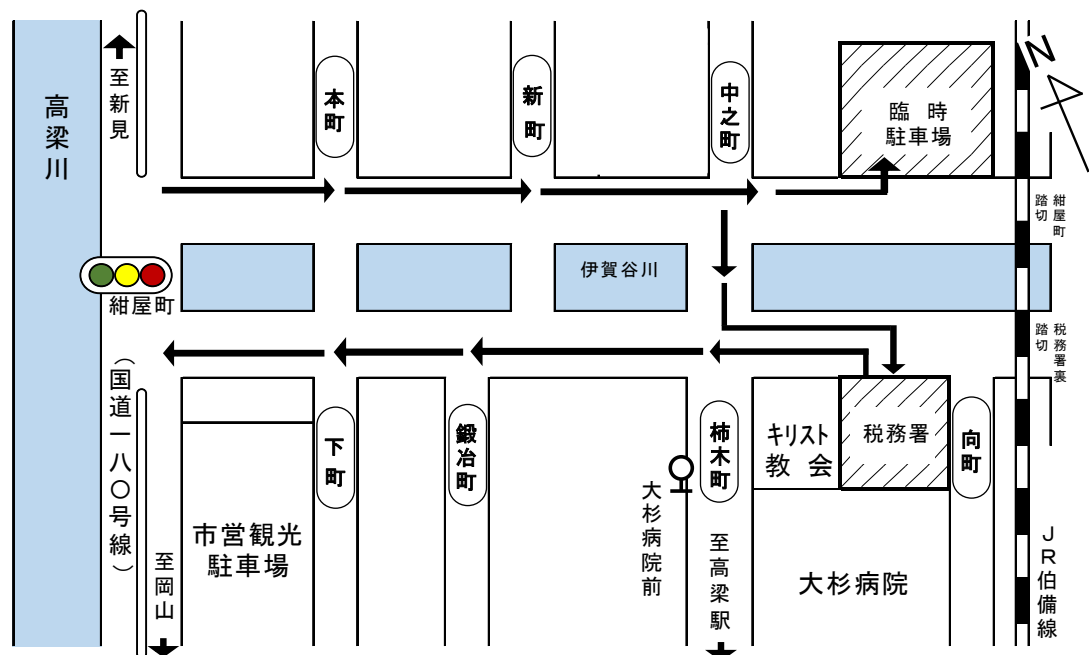 高梁川
至新見
本町
新町
中之町
臨時
駐車場
N
紺屋町
踏切
伊賀谷川
紺屋町
税務署裏
踏切
（国道一八〇号線）
下町
鍛冶町
柿木町
キリスト
教会
税務署
向町
大杉病院前
市営観光
駐車場
至岡山
至高梁駅
大杉病院
JR伯備線